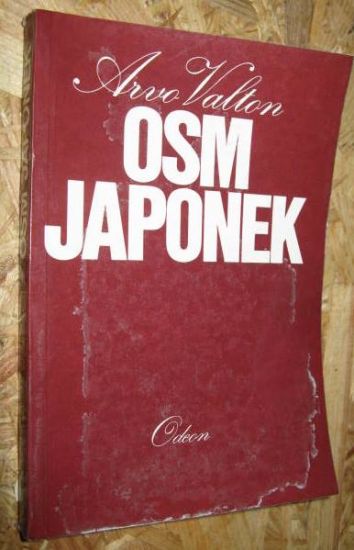 Arvo Valton
OSM
JAPONEK
Odeon